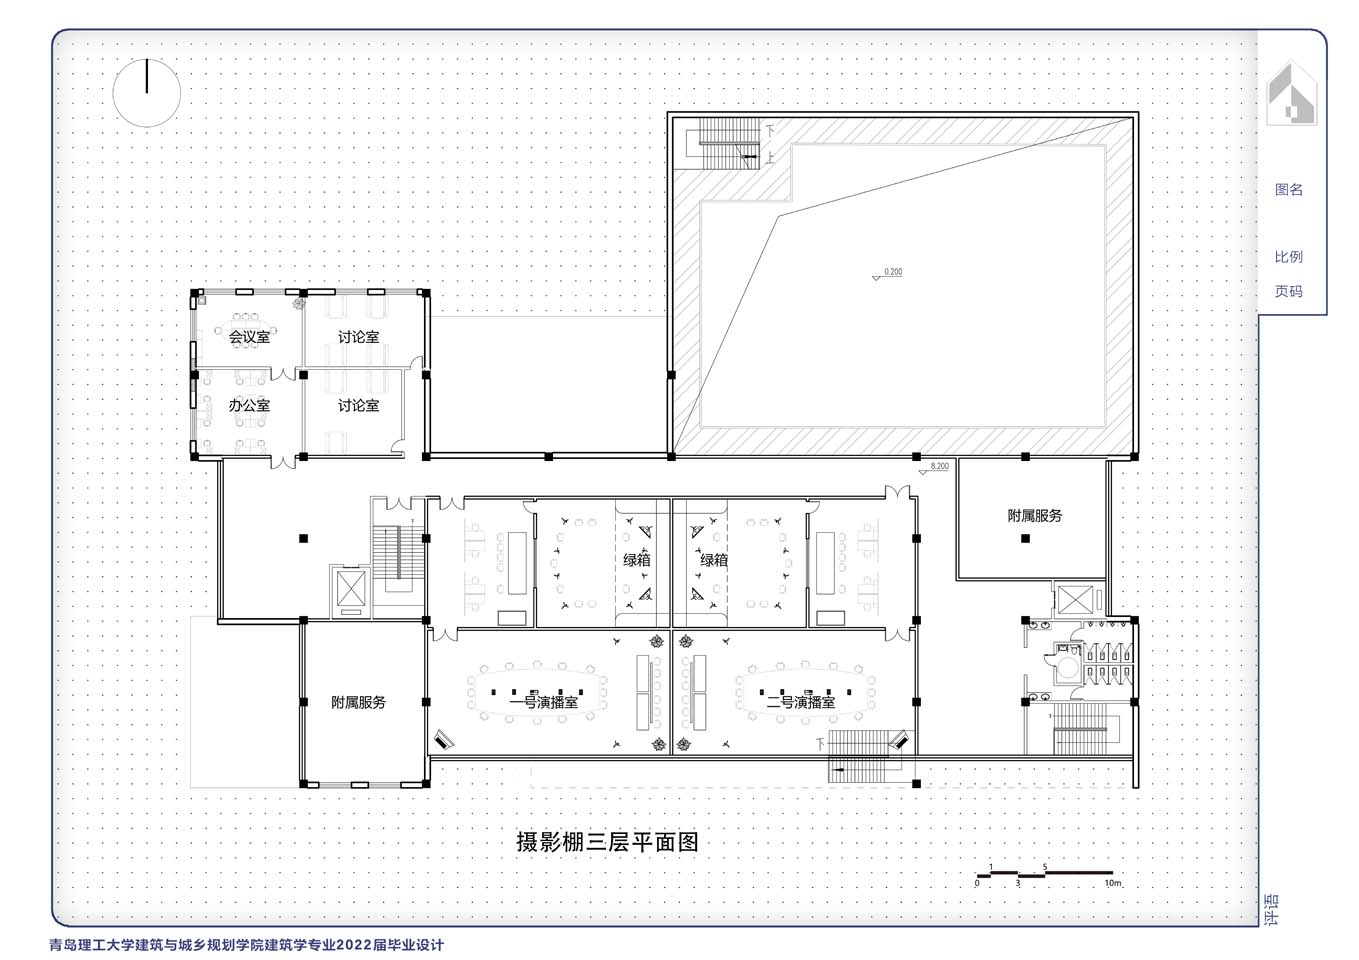 图名
比例
页码
下
上
0.200
会议室
讨论室
办公室
讨论室
8.200
附属服务
绿箱
绿箱
附属服务
一号演播室
二号演播室
下
摄影棚三层平面图
1
5
0
3
10m
评语
青岛理工大学建筑与城乡规划学院建筑学专业2022届毕业设计